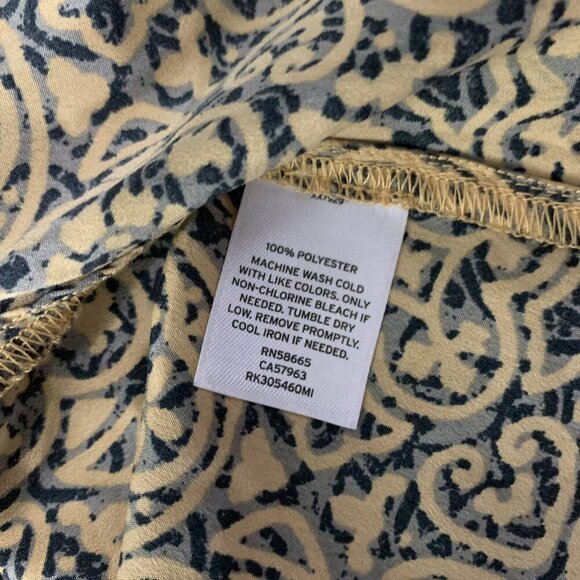 100% POLYESTER
MACHINE WASH COLD
WITH LIKE COLORS. ONLY
NON-CHLORINE BLEACH IF
NEEDED. TUMBLE DRY
LOW. REMOVE PROMPTLY.
COOL IRON IF NEEDED.
RN58665
CA57963
RK305460MI